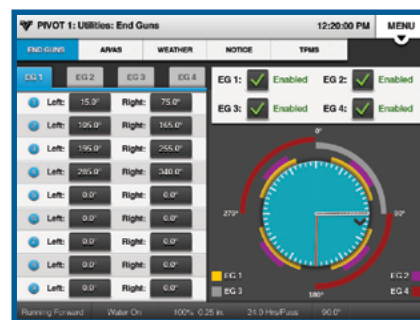 PIVOT 1: Utilities: End Guns 12:20:00 PM MENU
END GUNS AR/AS WEATHER NOTICE TPMS
EG 1 EG 2 EG 3 EG 4
EG 1: Enabled EG 2: Enabled
EG 3: Enabled EG 4: Enabled
1 Left: 15.0° Right: 75.0°
Left: 105.0° Right: 165.0°
Left: 195.0° Right: 255.0°
Left: 285.0° Right: 340.0°
Left: 0.0° Right: 0.0°
Left: 0.0° Right: 0.0°
Left: 0.0° Right: 0.0°
Left: 0.0° Right: 0.0°
0°
270° 90°
180°
EG 1 EG 2
EG 3 EG 4
Running Forward Water On 100% 0.25 in. 24.0 Hrs/Pass 90.0°